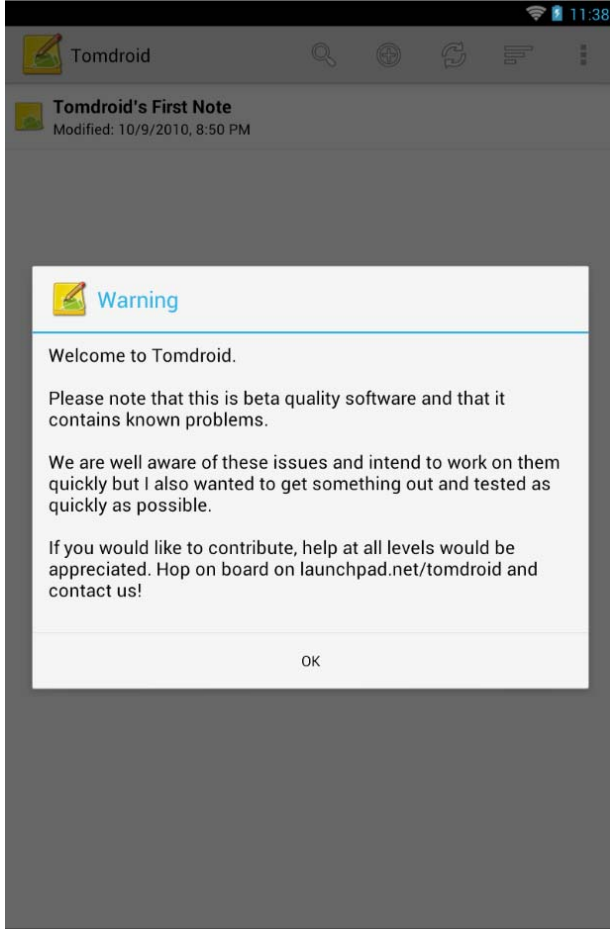 11:38
Tomdroid
Tomdroid's First Note
Modified: 10/9/2010, 8:50 PM
Warning
Welcome to Tomdroid.
Please note that this is beta quality software and that it
contains known problems.
We are well aware of these issues and intend to work on them
quickly but I also wanted to get something out and tested as
quickly as possible.
If you would like to contribute, help at all levels would be
appreciated. Hop on board on launchpad.net/tomdroid and
contact us!
OK